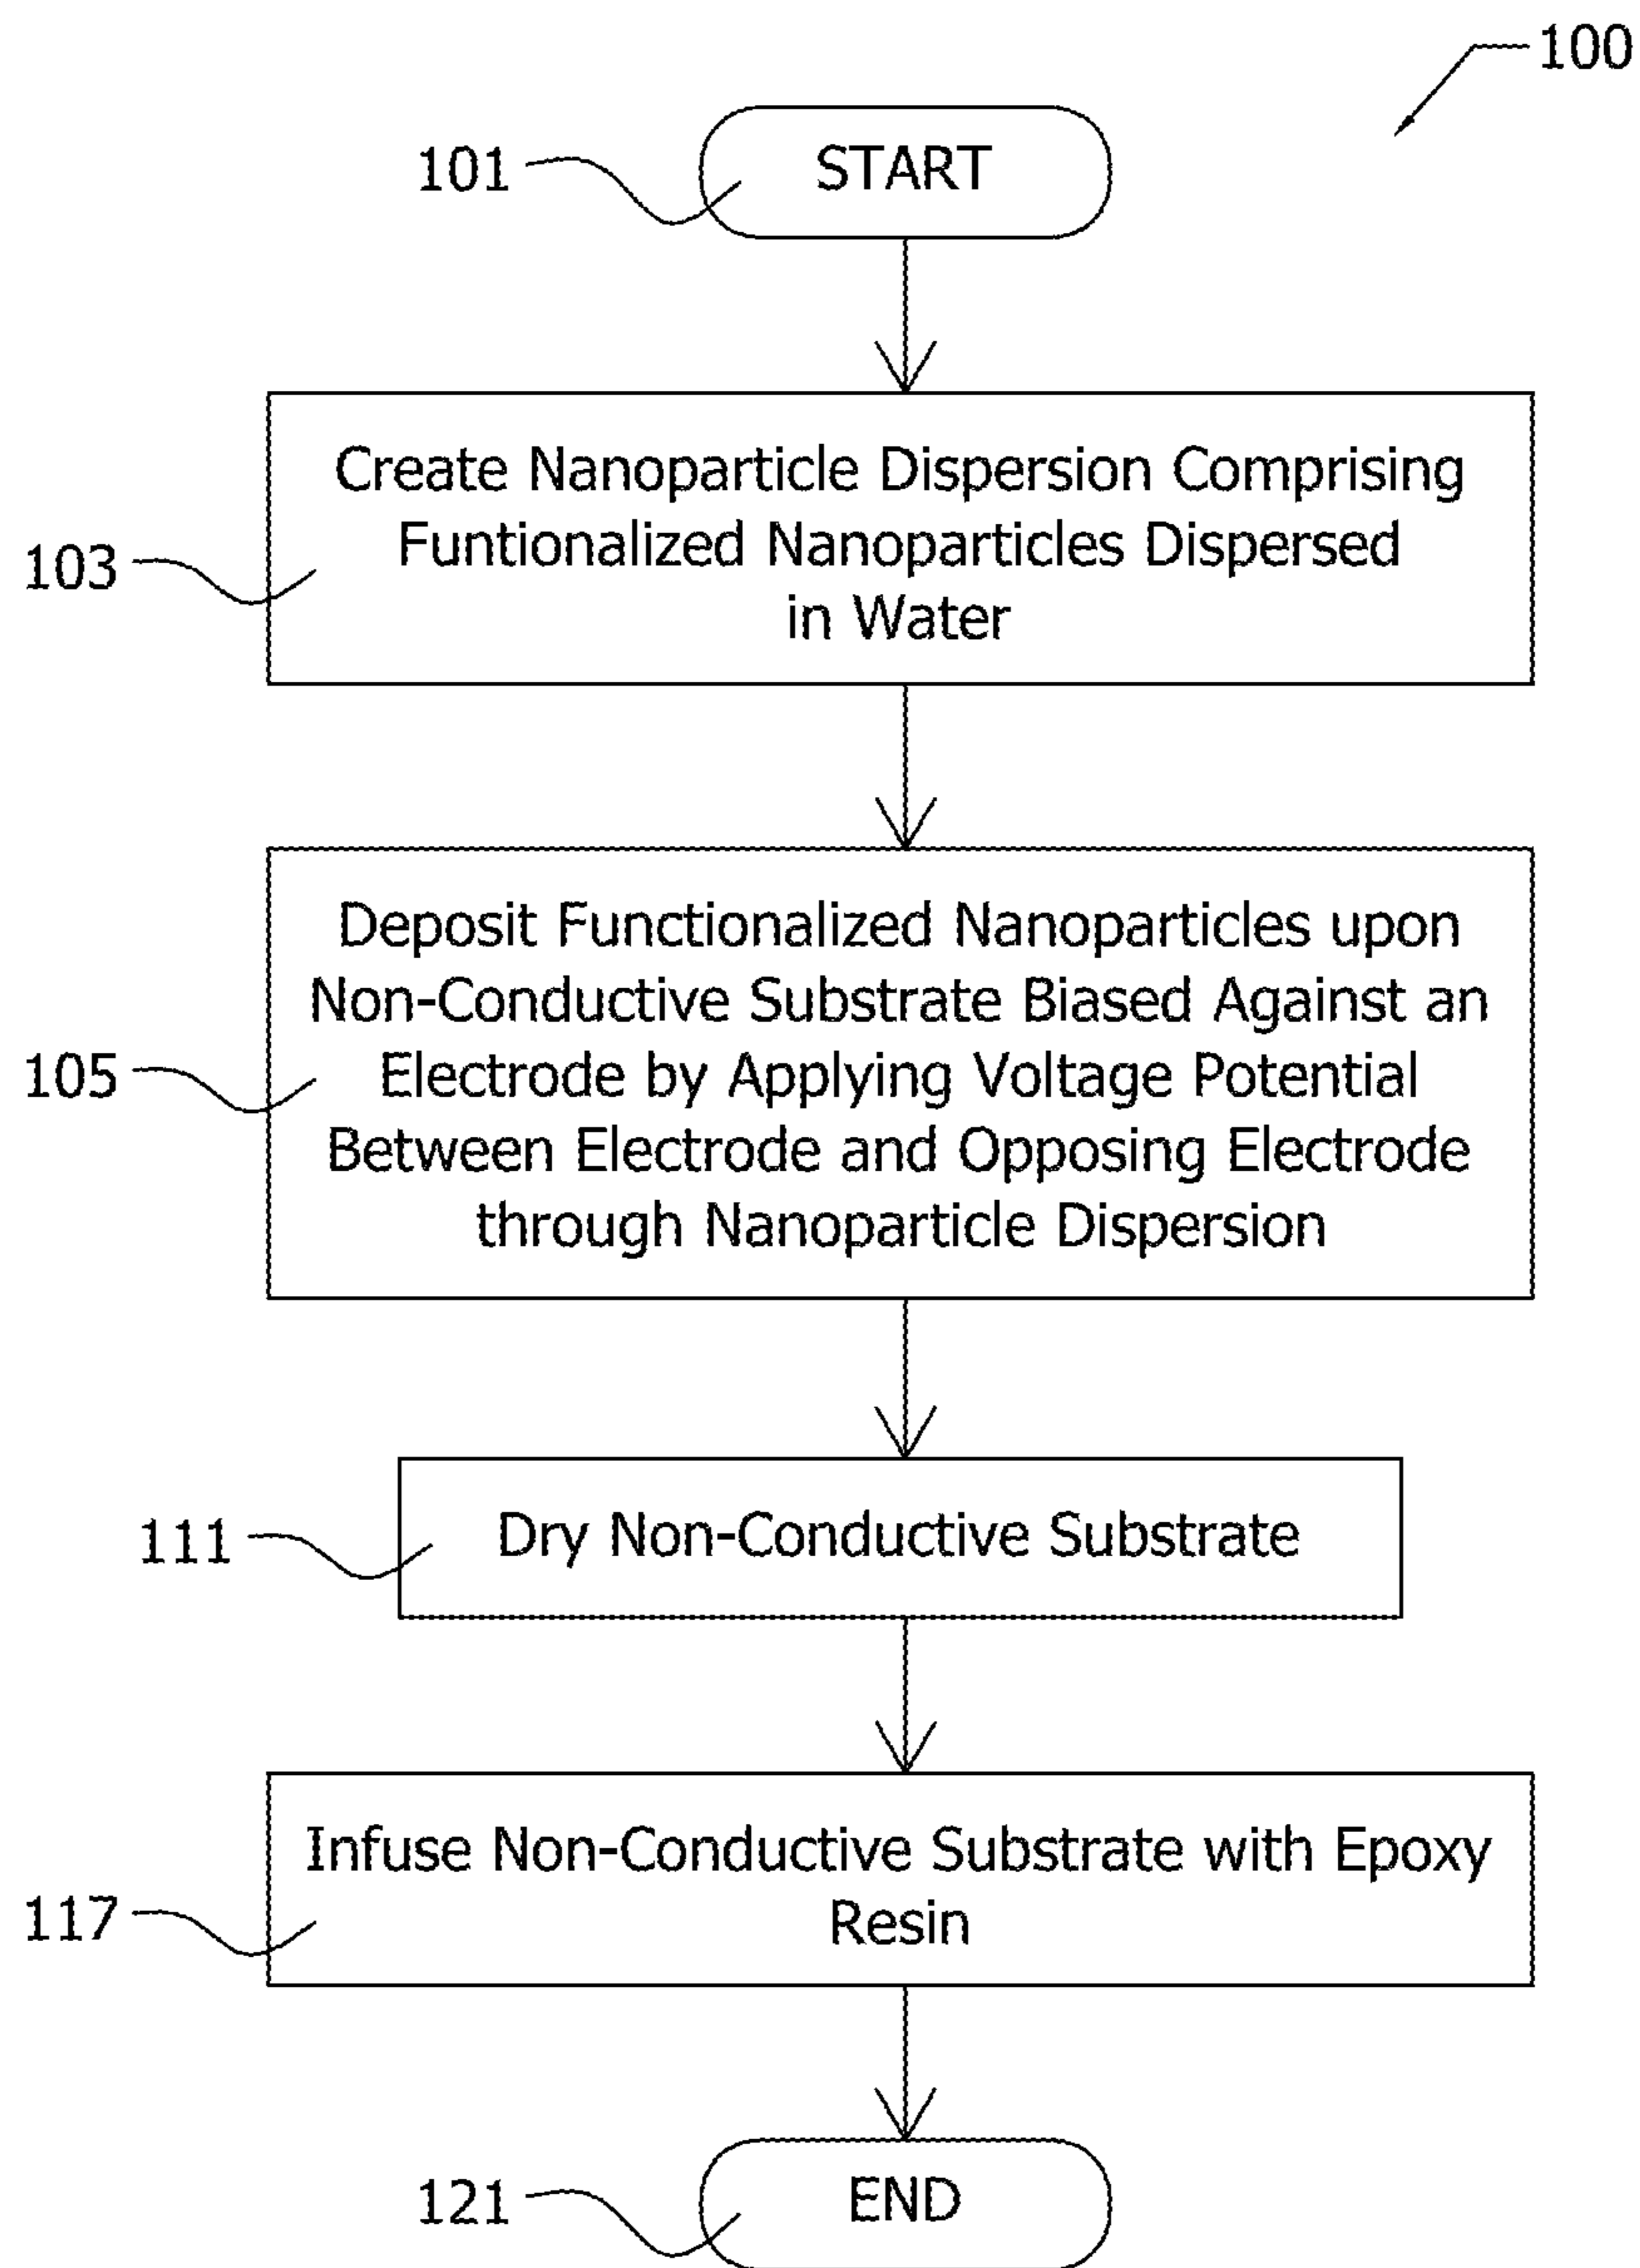 100
101
START
Create Nanoparticle Dispersion Comprising
Funtionalized Nanoparticles Dispersed
in Water
103
Deposit Functionalized Nanoparticles upon
Non-Conductive Substrate Biased Against an
Electrode by Applying Voltage Potential
Between Electrode and Opposing Electrode
through Nanoparticle Dispersion
105
Dry Non-Conductive Substrate
111
Infuse Non-Conductive Substrate with Epoxy
Resin
117
END
121